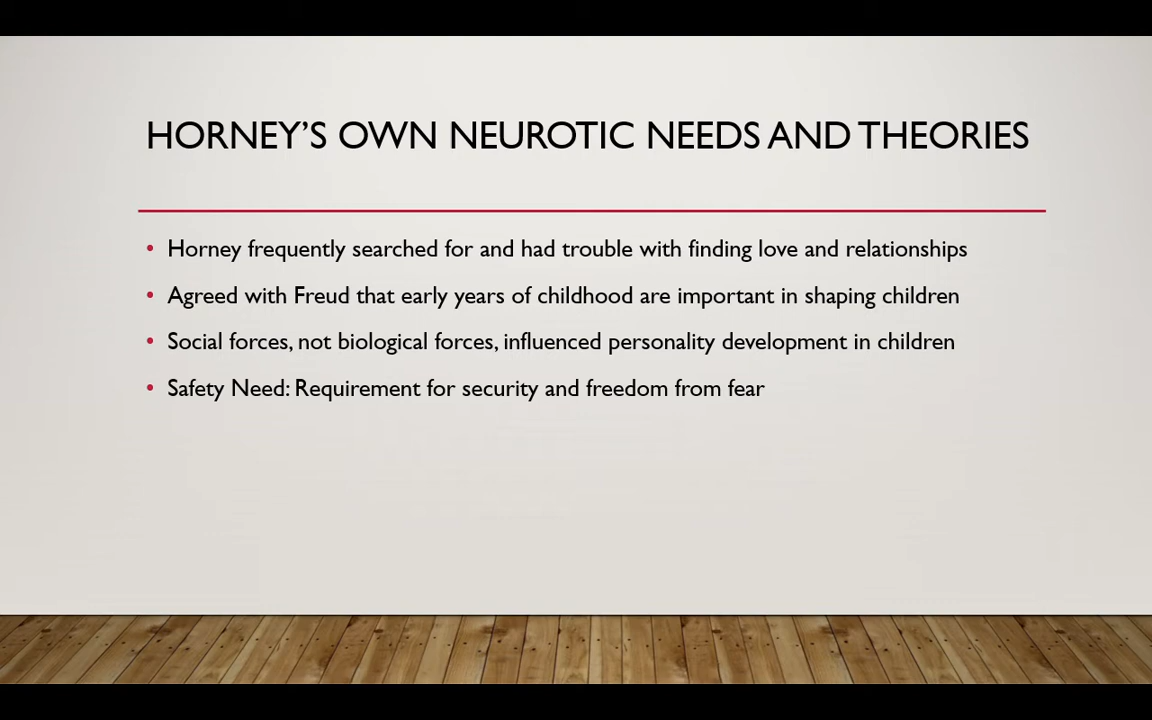 HORNEY’S OWN NEUROTIC NEEDS AND THEORIES
• Horney frequently searched for and had trouble with finding love and relationships
• Agreed with Freud that early years of childhood are important in shaping children
• Social forces, not biological forces, influenced personality development in children
• Safety Need: Requirement for security and freedom from fear